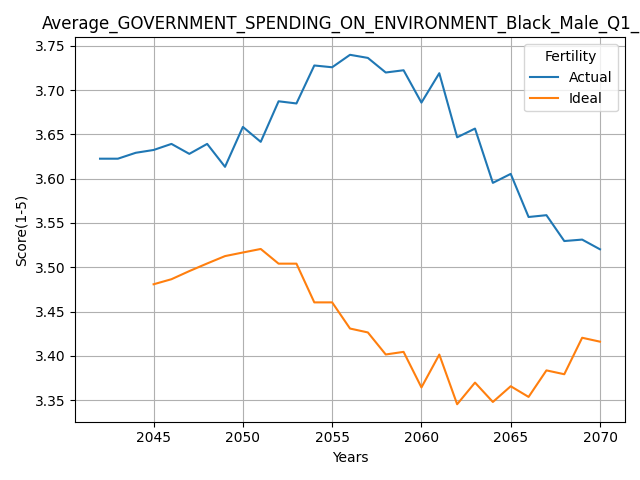 Average_GOVERNMENT_SPENDING_ON_ENVIRONMENT_Black_Male_Q1_
Fertility
Actual
Ideal
Score(1-5)
3.75
3.70
3.65
3.60
3.55
3.50
3.45
3.40
3.35
2045 2050 2055 2060 2065 2070
Years